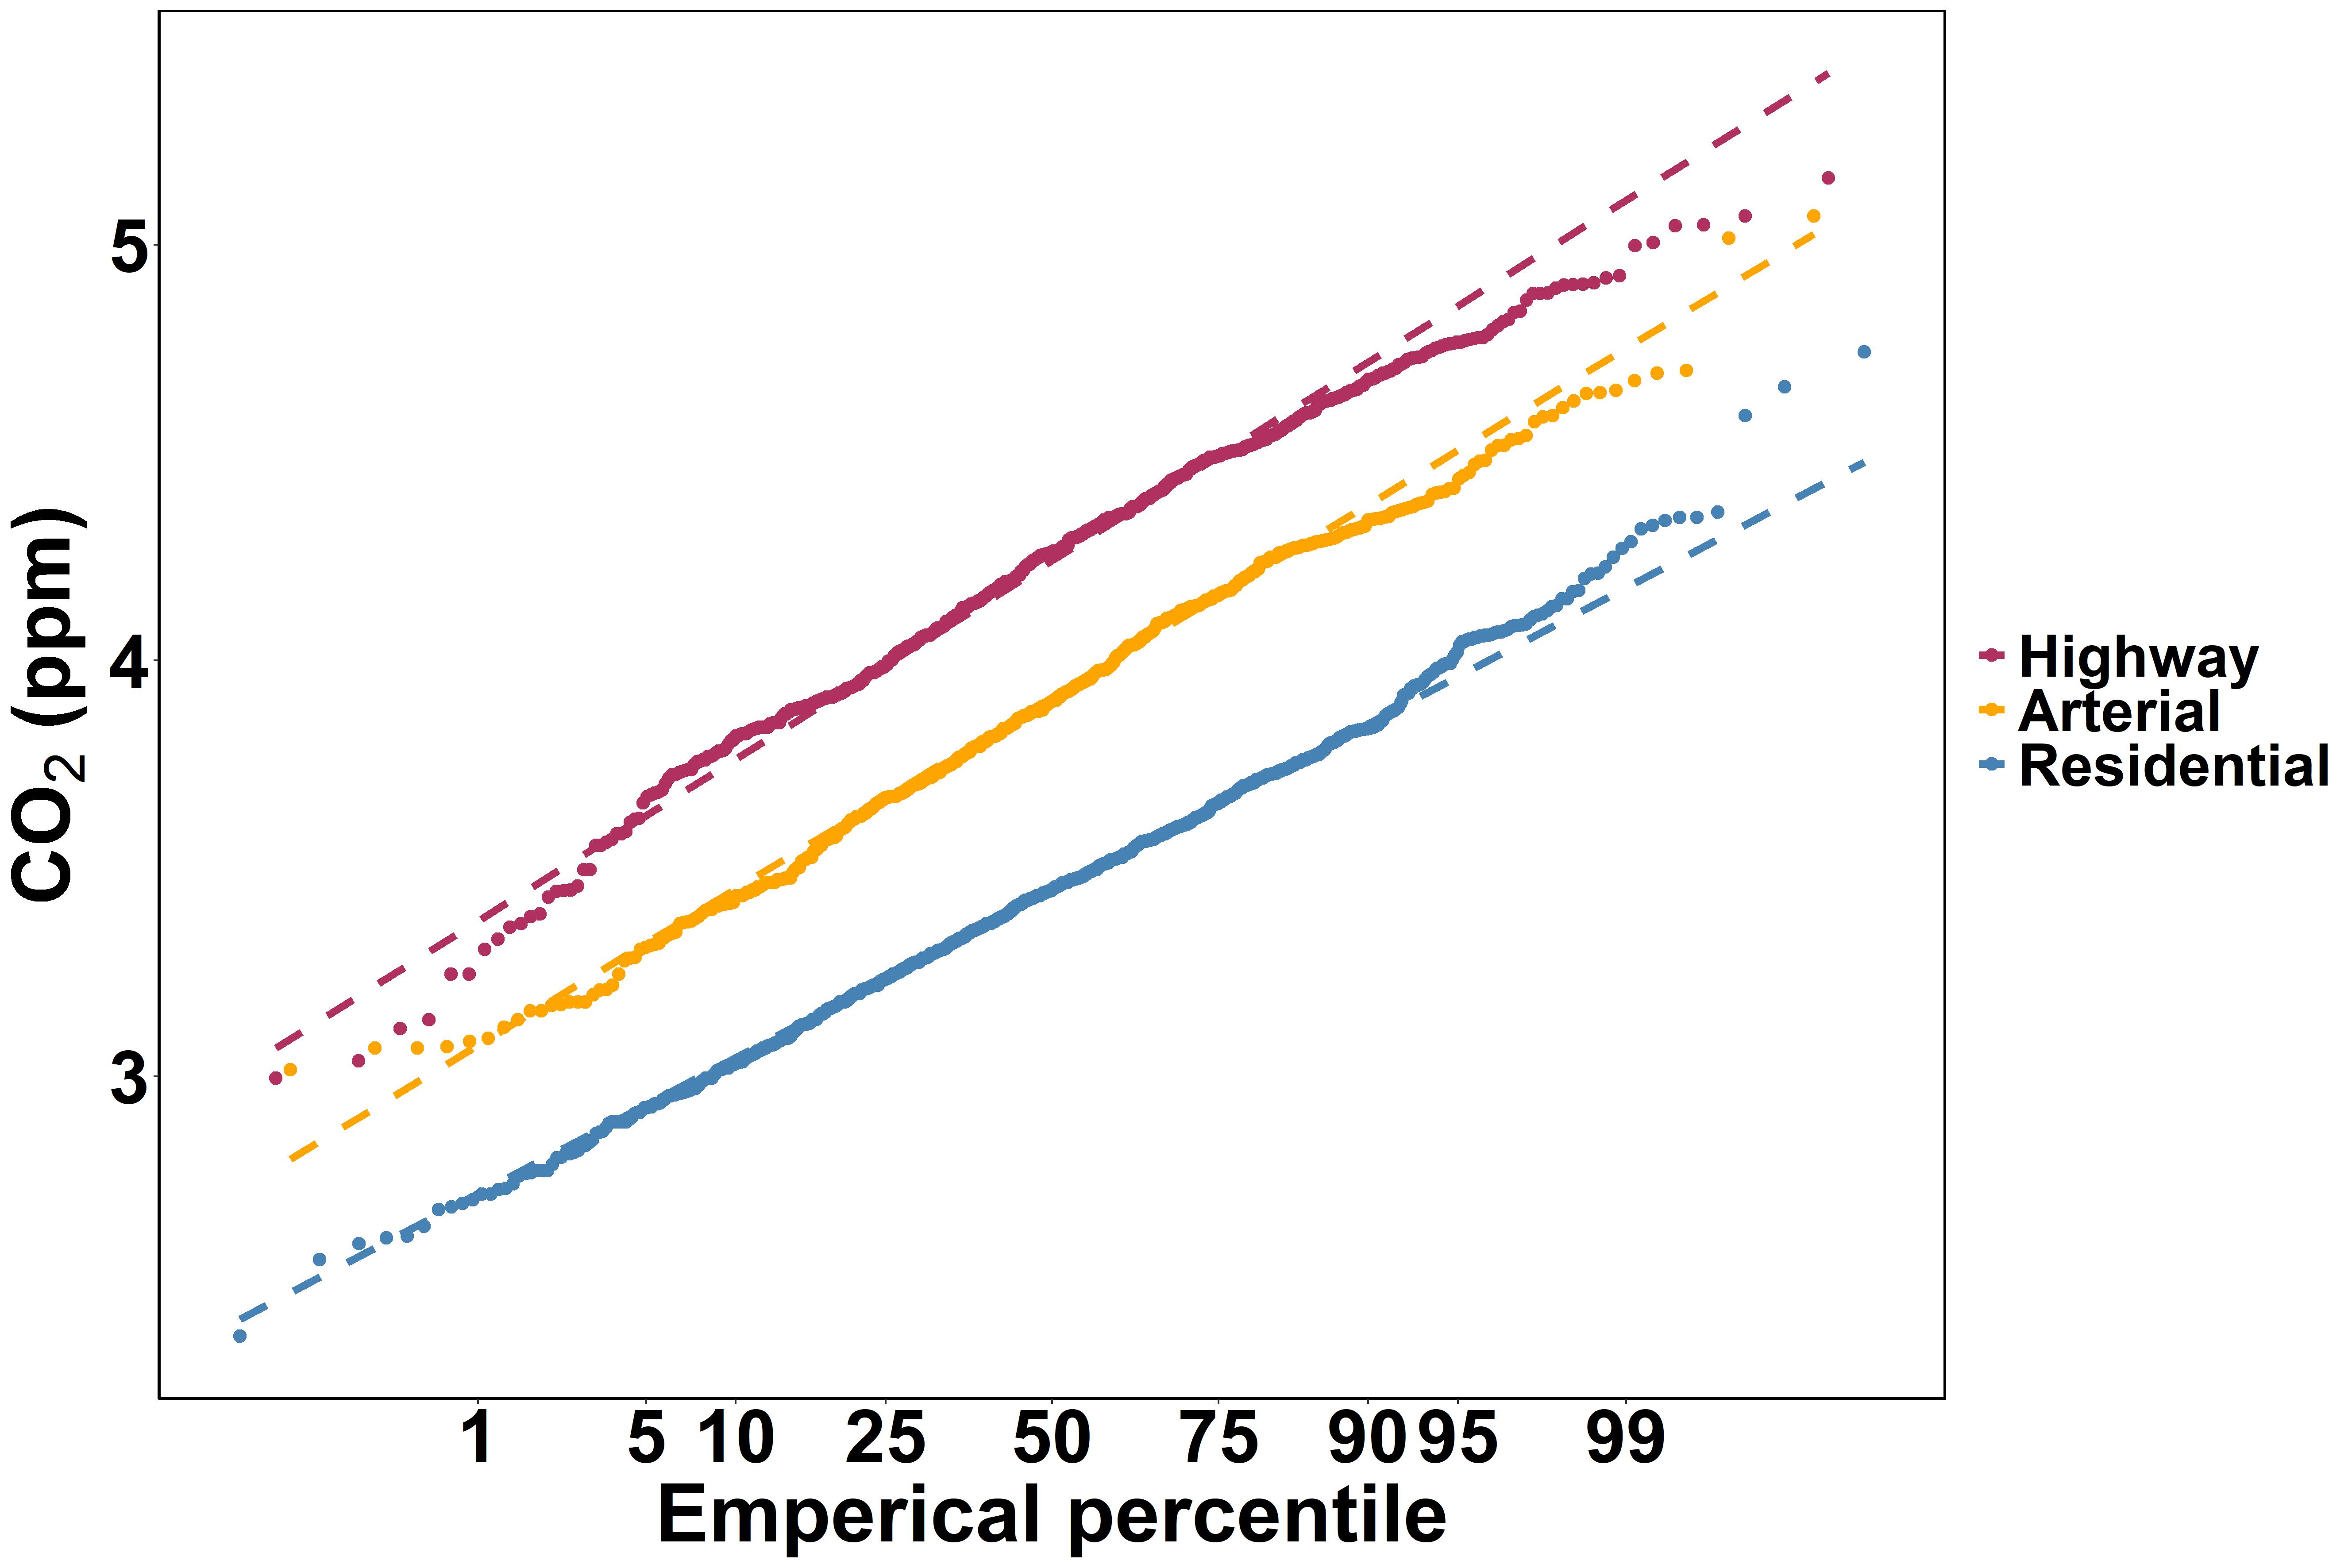 CO₂ (ppm)
5
4
3
1 5 10 25 50 75 90 95 99
Emperical percentile
Highway
Arterial
Residential